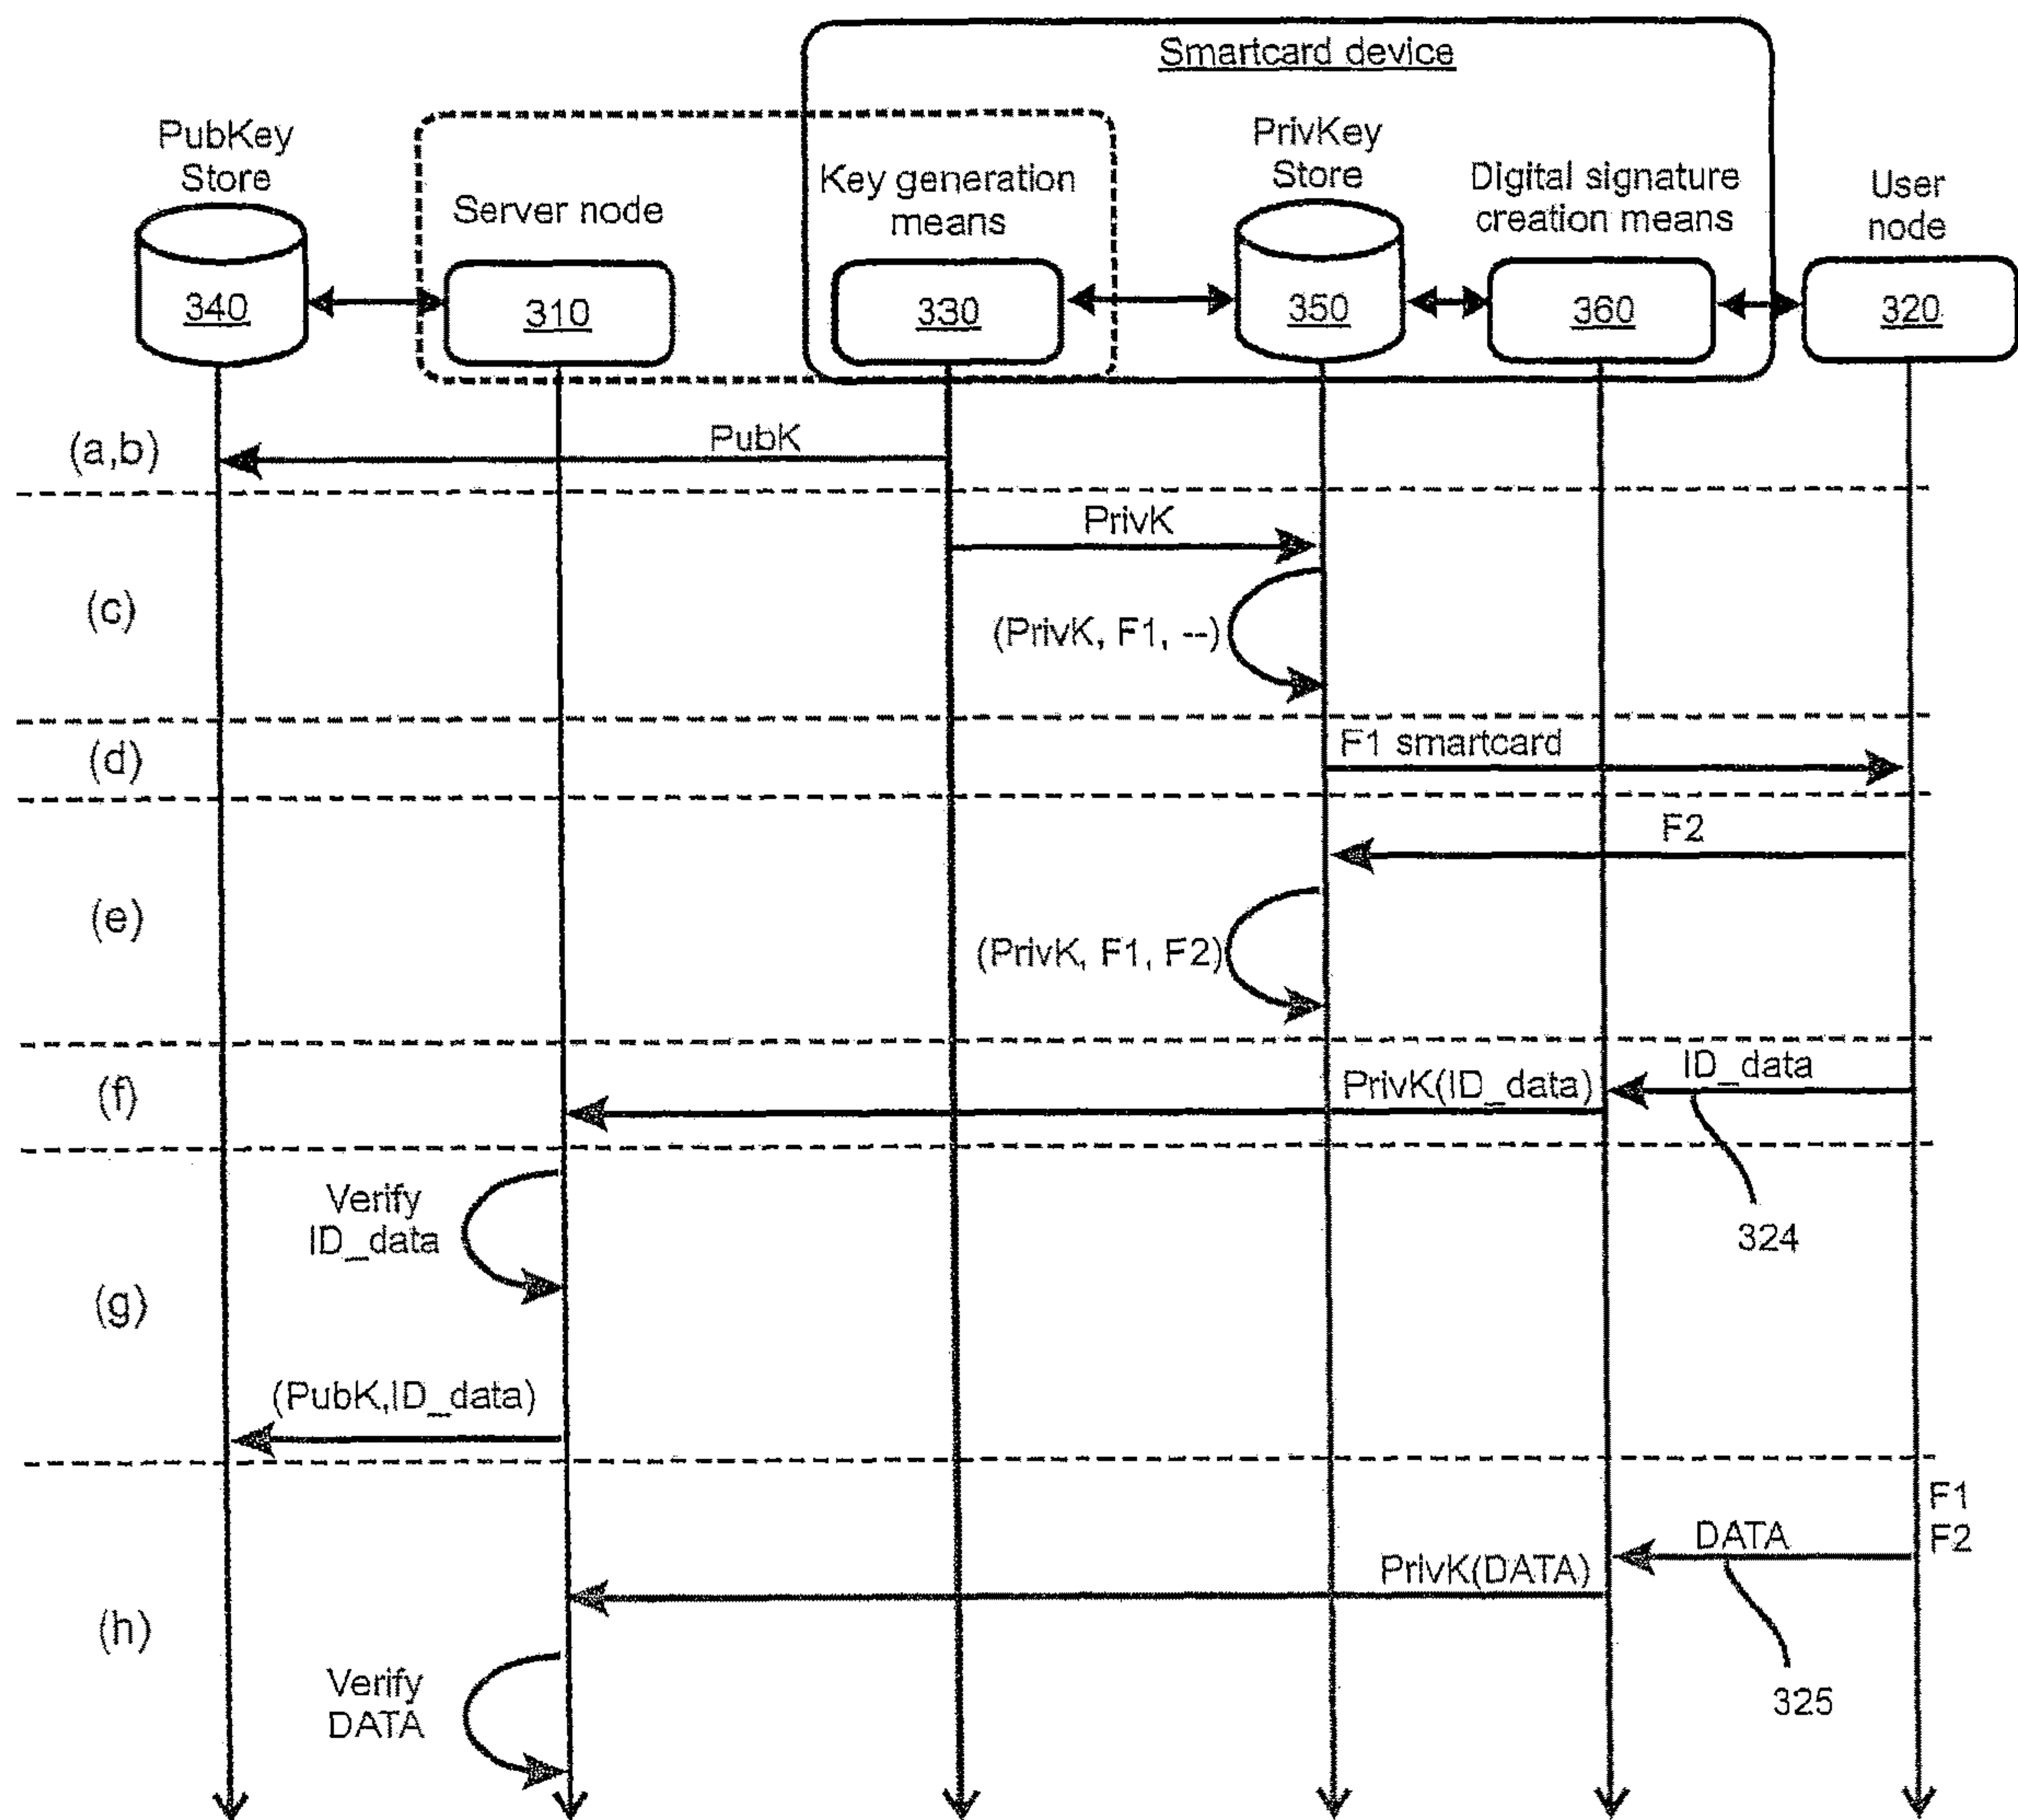 Smartcard device
PubKey
Store
Server node
Key generation
means
PrivKey
Store
Digital signature
creation means
User
node
340
310
330
350
360
320
(a,b)
PubK
(c)
PrivK
(PrivK, F1, --)
(d)
F1 smartcard
(e)
F2
(PrivK, F1, F2)
(f)
PrivK(ID_data)
ID_data
324
(g)
Verify
ID_data
(PubK,ID_data)
(h)
F1
F2
DATA
PrivK(DATA)
325
Verify
DATA